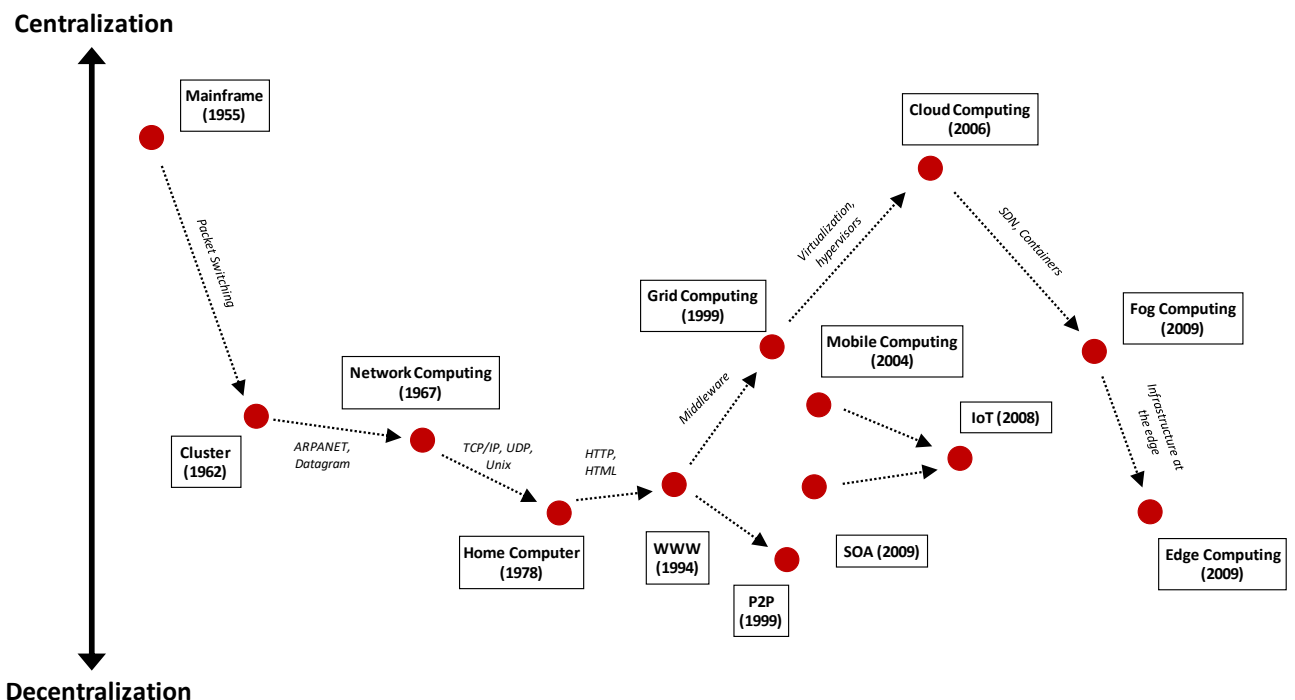 Centralization
Mainframe
(1955)
Packet Switching
Cluster
(1962)
ARPANET,
Datagram
Network Computing
(1967)
TCP/IP, UDP,
Unix
Home Computer
(1978)
HTTP,
HTML
WWW
(1994)
P2P
(1999)
Middleware
Grid Computing
(1999)
Virtualization,
hypervisors
Cloud Computing
(2006)
Mobile Computing
(2004)
SOA (2009)
IoT (2008)
SDN, Containers
Fog Computing
(2009)
Infrastructure at
the edge
Edge Computing
(2009)
Decentralization